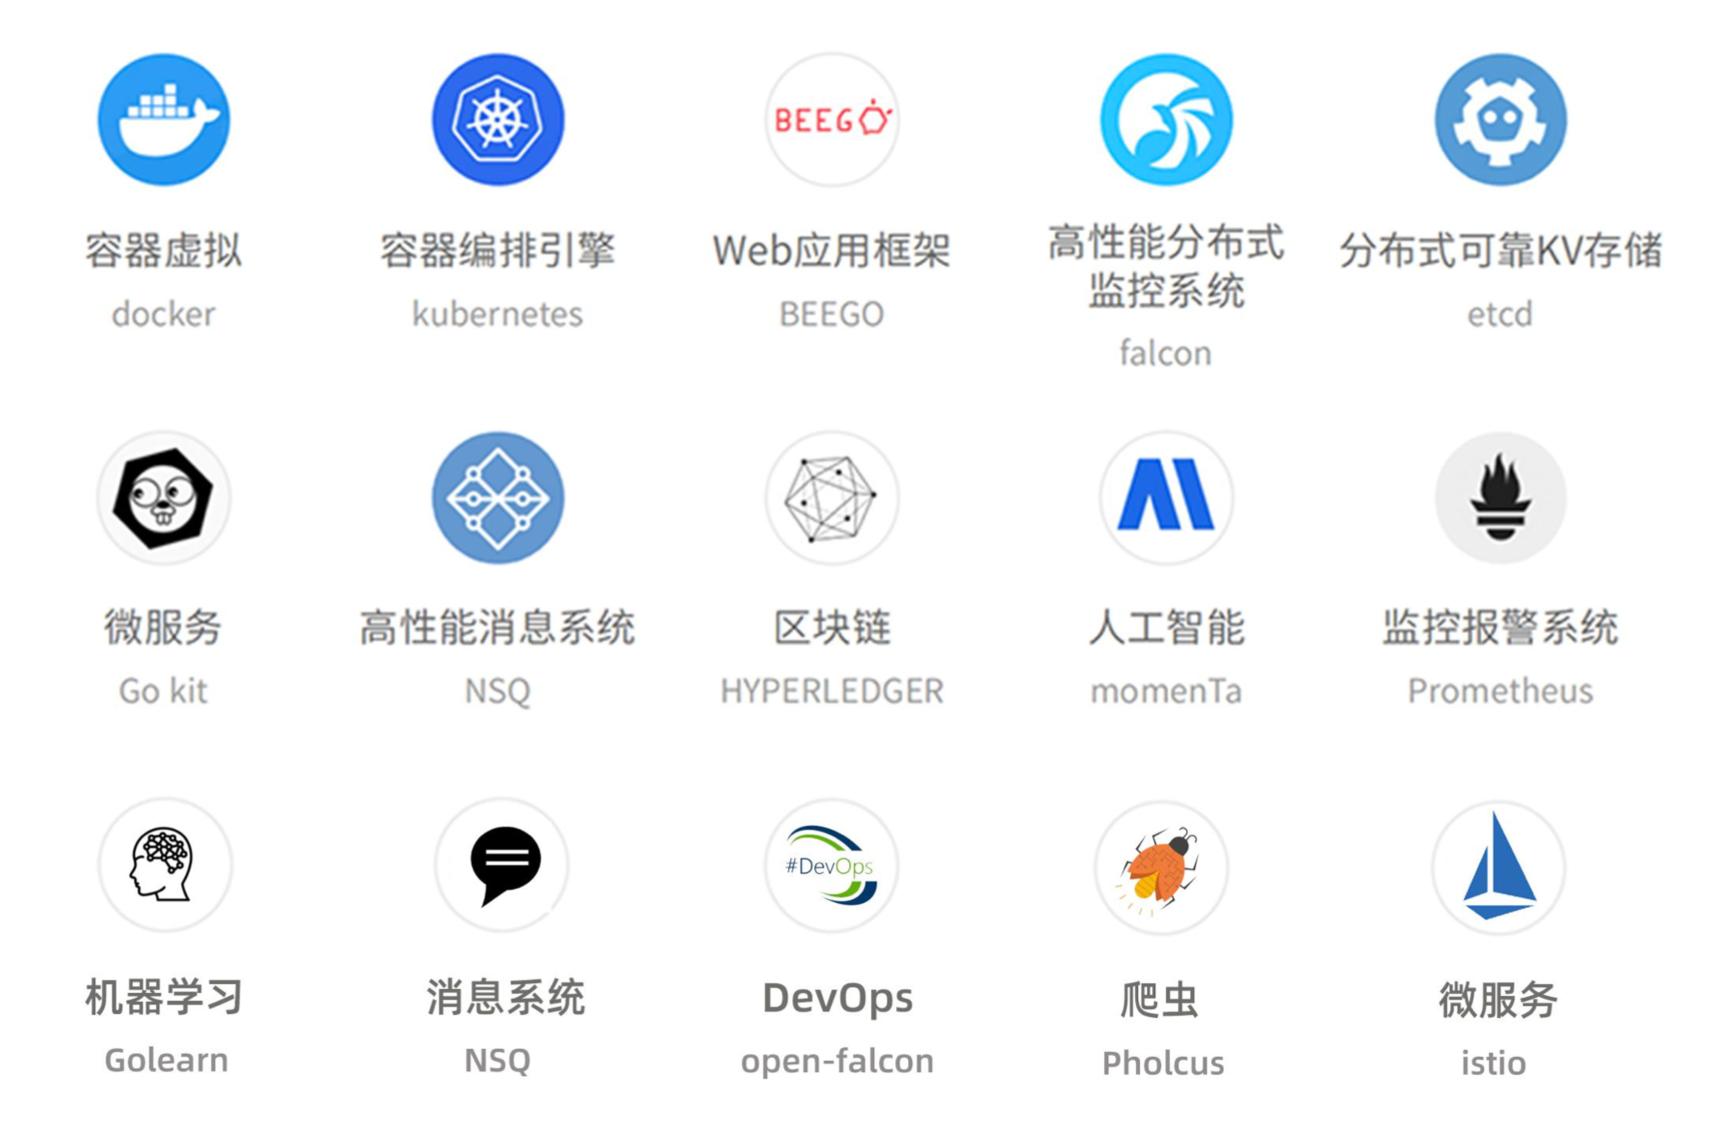 BEEGO
容器虚拟
docker
容器编排引擎
kubernetes
Web应用框架
BEEGO
高性能分布式
监控系统
falcon
分布式可靠KV存储
etcd
微服务
Go kit
高性能消息系统
NSQ
区块链
HYPERLEDGER
人工智能
momenTa
监控报警系统
Prometheus
#DevOps
机器学习
Golearn
消息系统
NSQ
DevOps
open-falcon
爬虫
Pholcus
微服务
istio